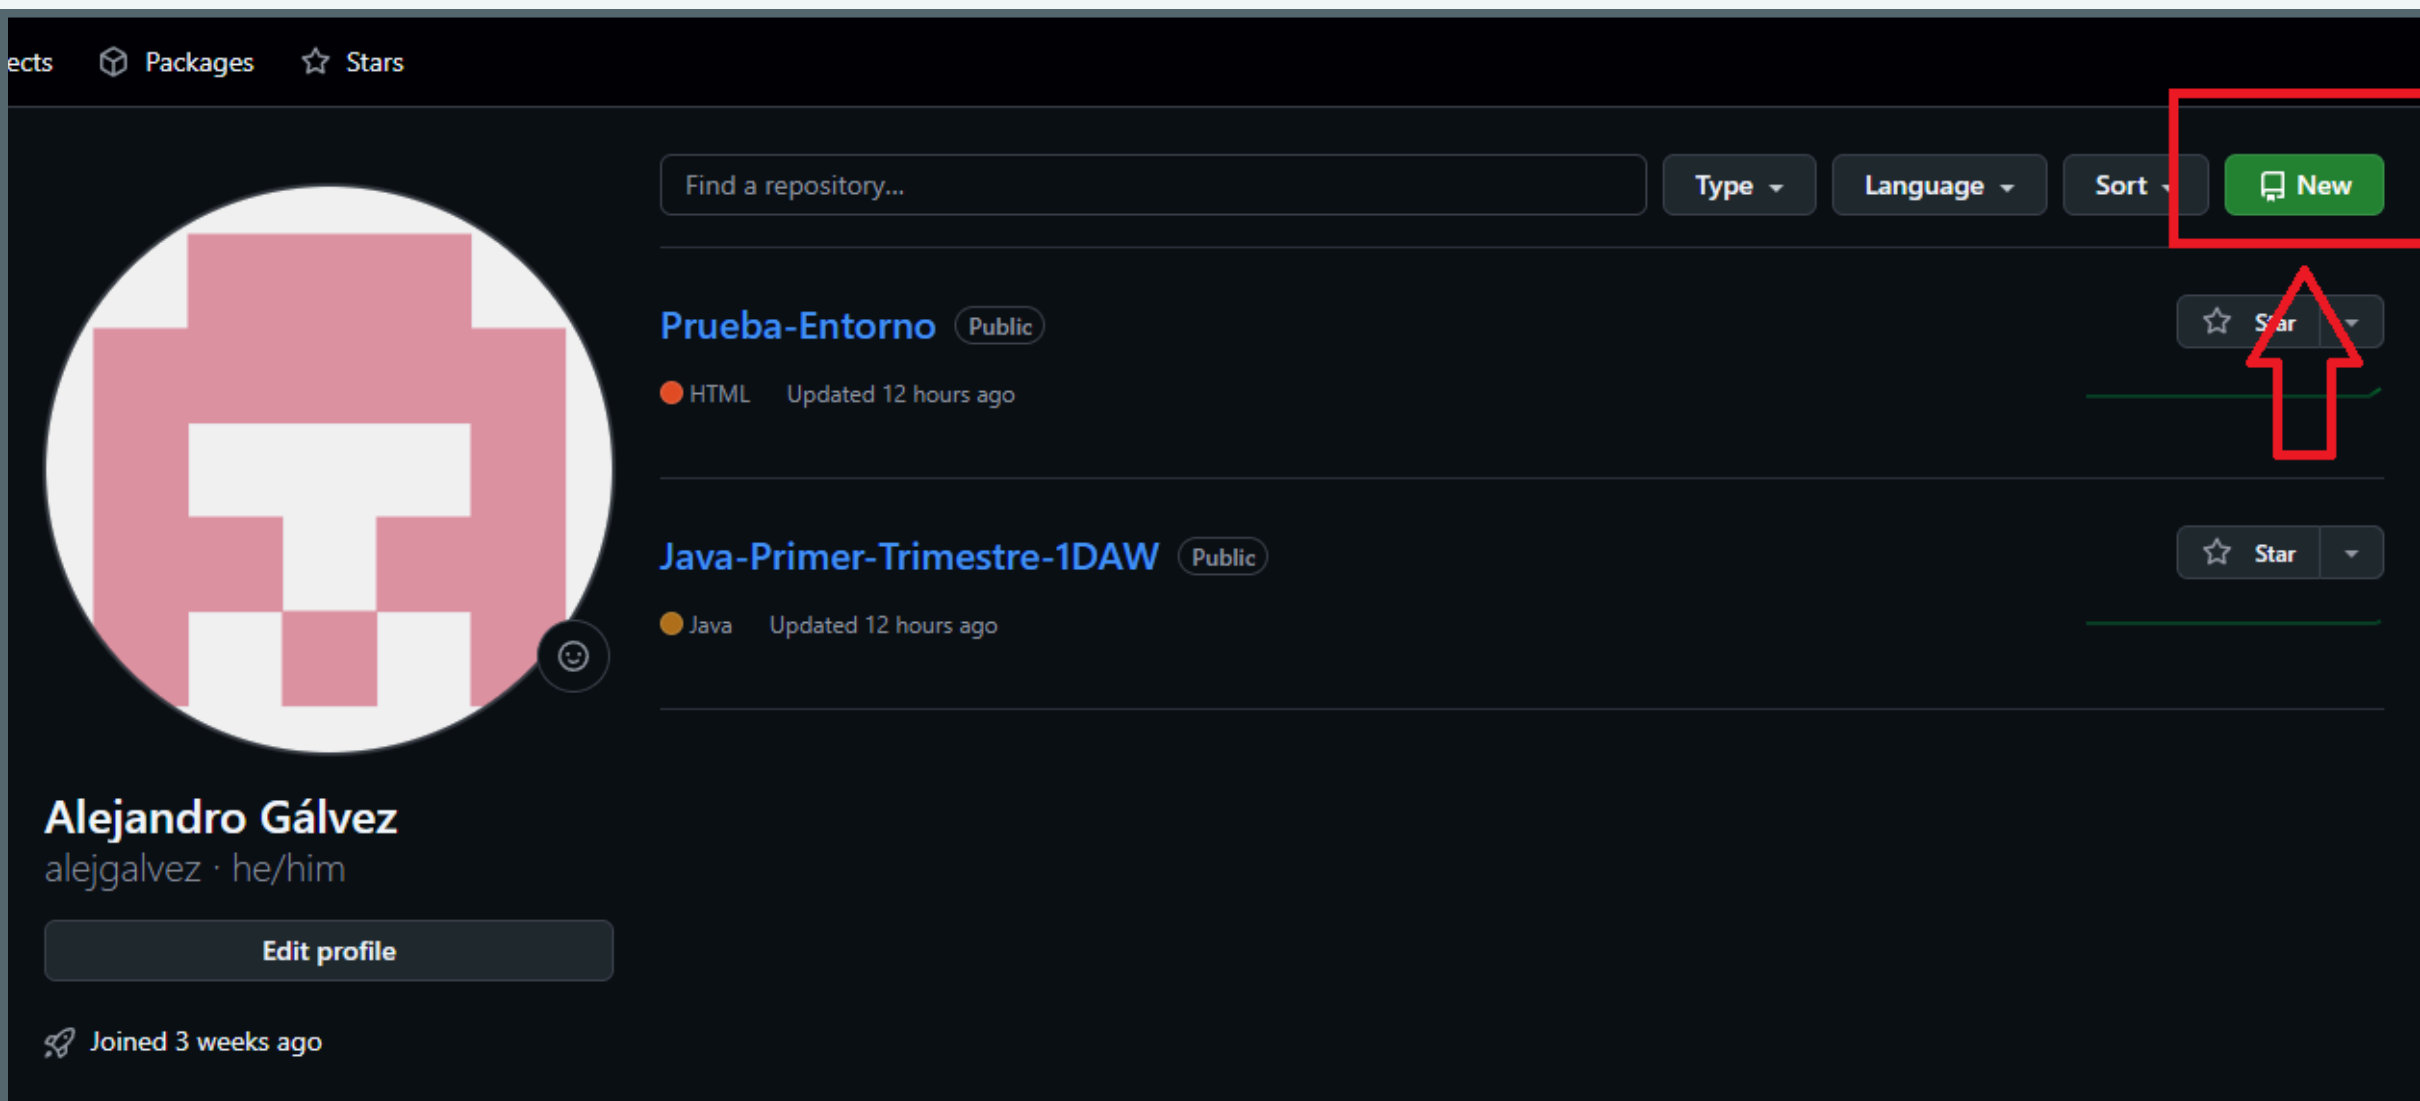 ects Packages Stars
Find a repository... Type Language Sort New
Prueba-Entorno Public Star
HTML Updated 12 hours ago
Java-Primer-Trimestre-1DAW Public Star
Java Updated 12 hours ago
Alejandro Gálvez
alejgalvez · he/him
Edit profile
Joined 3 weeks ago